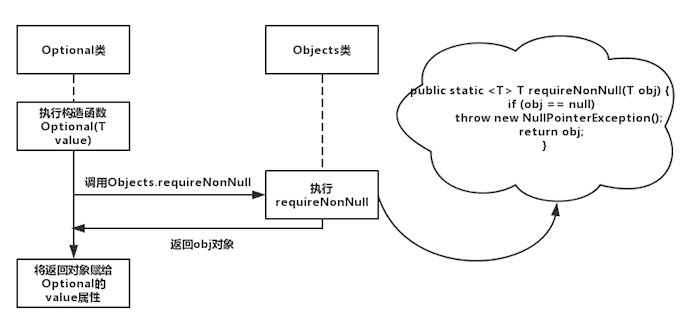 Optional类
Objects类
执行构造函数
Optional(T
value)
调用Objects.requireNonNull
执行
requireNonNull
返回obj对象
将返回对象赋给
Optional的
value属性
public static <T> T requireNonNull(T obj) {
if (obj == null)
throw new NullPointerException();
return obj;
}